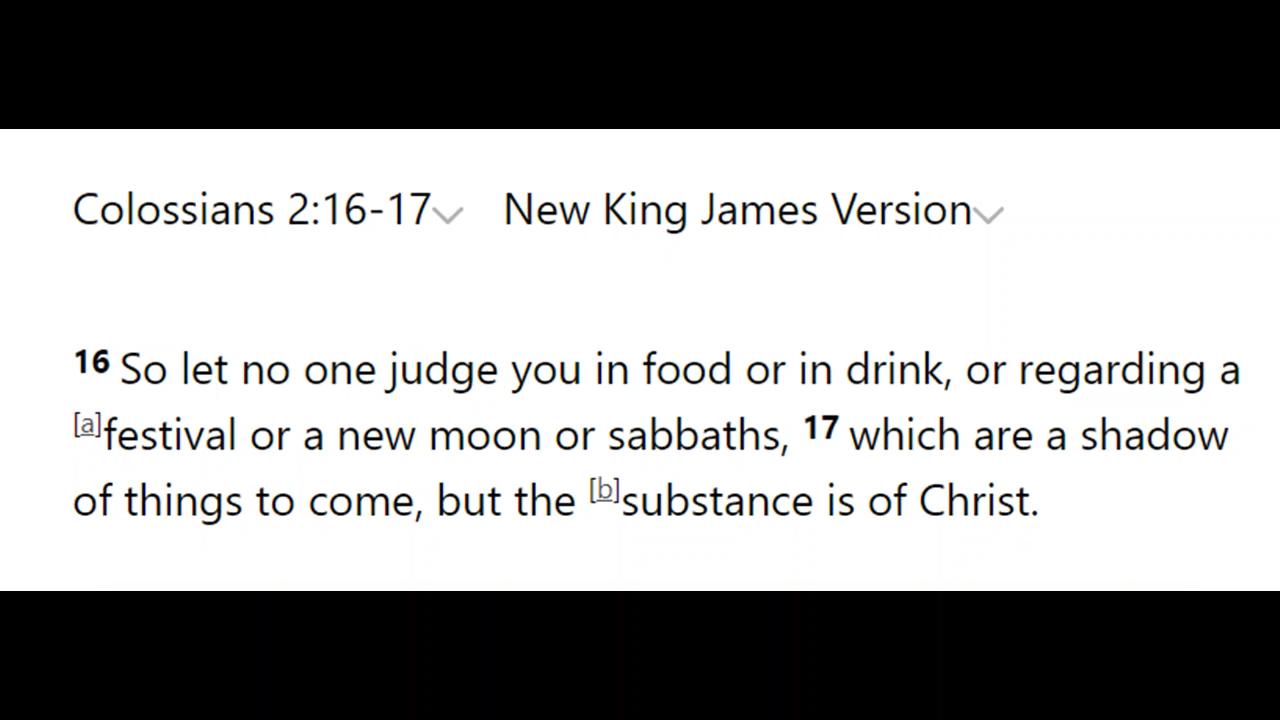 Colossians 2:16-17 New King James Version
16 So let no one judge you in food or in drink, or regarding a
[a]festival or a new moon or sabbaths, 17 which are a shadow
of things to come, but the [b]substance is of Christ.